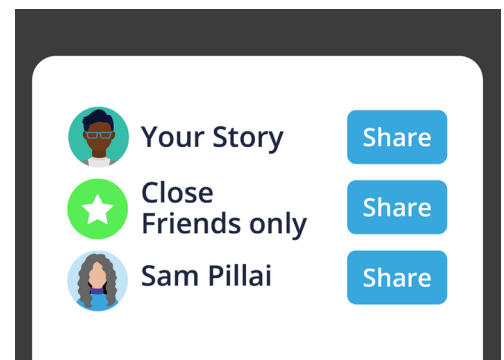 Your Story
Share
Close
Friends only
Share
Sam Pillai
Share